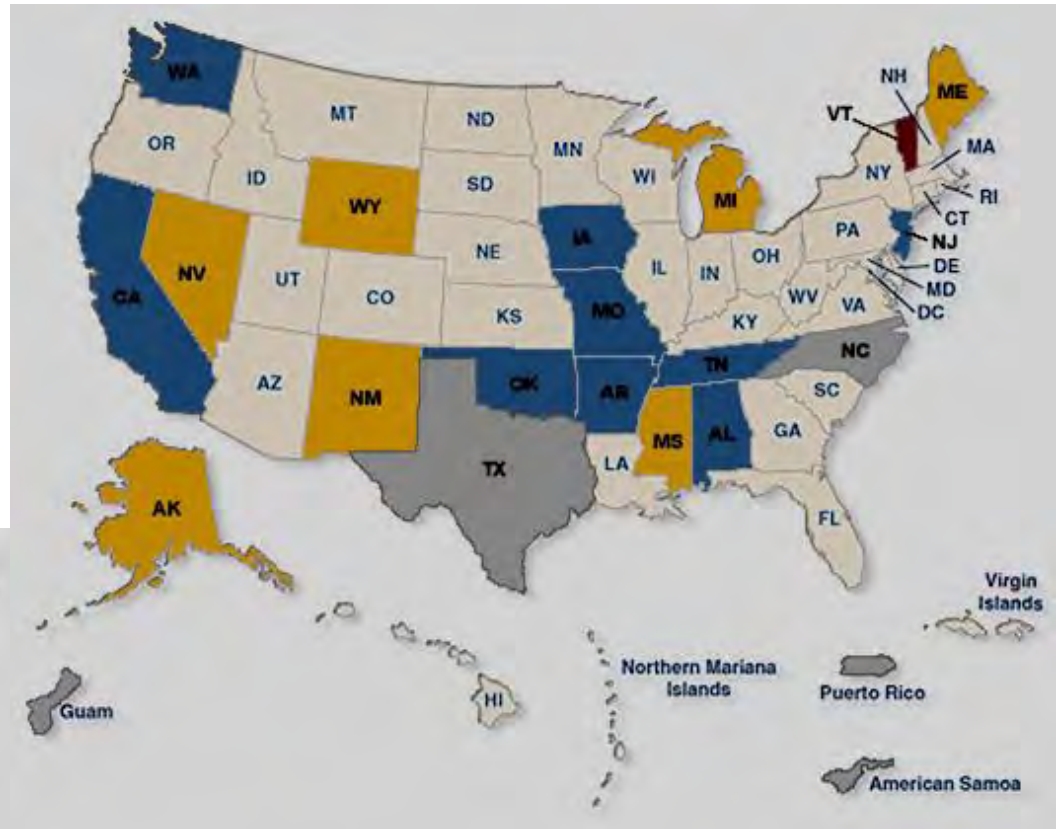 WA
MT
ND
MN
OR
ID
WY
SD
WI
MI
NH
ME
VT
NY
MA
RI
CT
NJ
PA
DE
MD
DC
NV
CA
UT
CO
NE
KS
IA
MO
IL
IN
OH
WV
VA
KY
AZ
NM
OK
TX
AR
TN
NC
SC
GA
AL
MS
LA
FL
AK
HI
Guam
Northern Mariana
Islands
Virgin
Islands
Puerto Rico
American Samoa